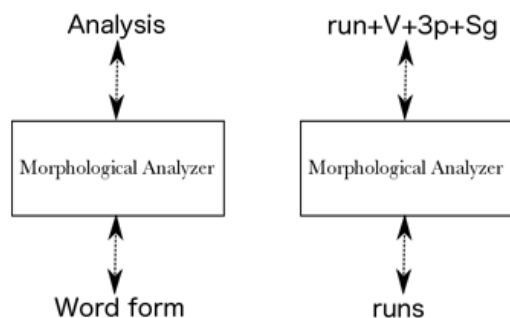 Analysis
run+V+3p+Sg
Morphological Analyzer
Morphological Analyzer
Word form
runs